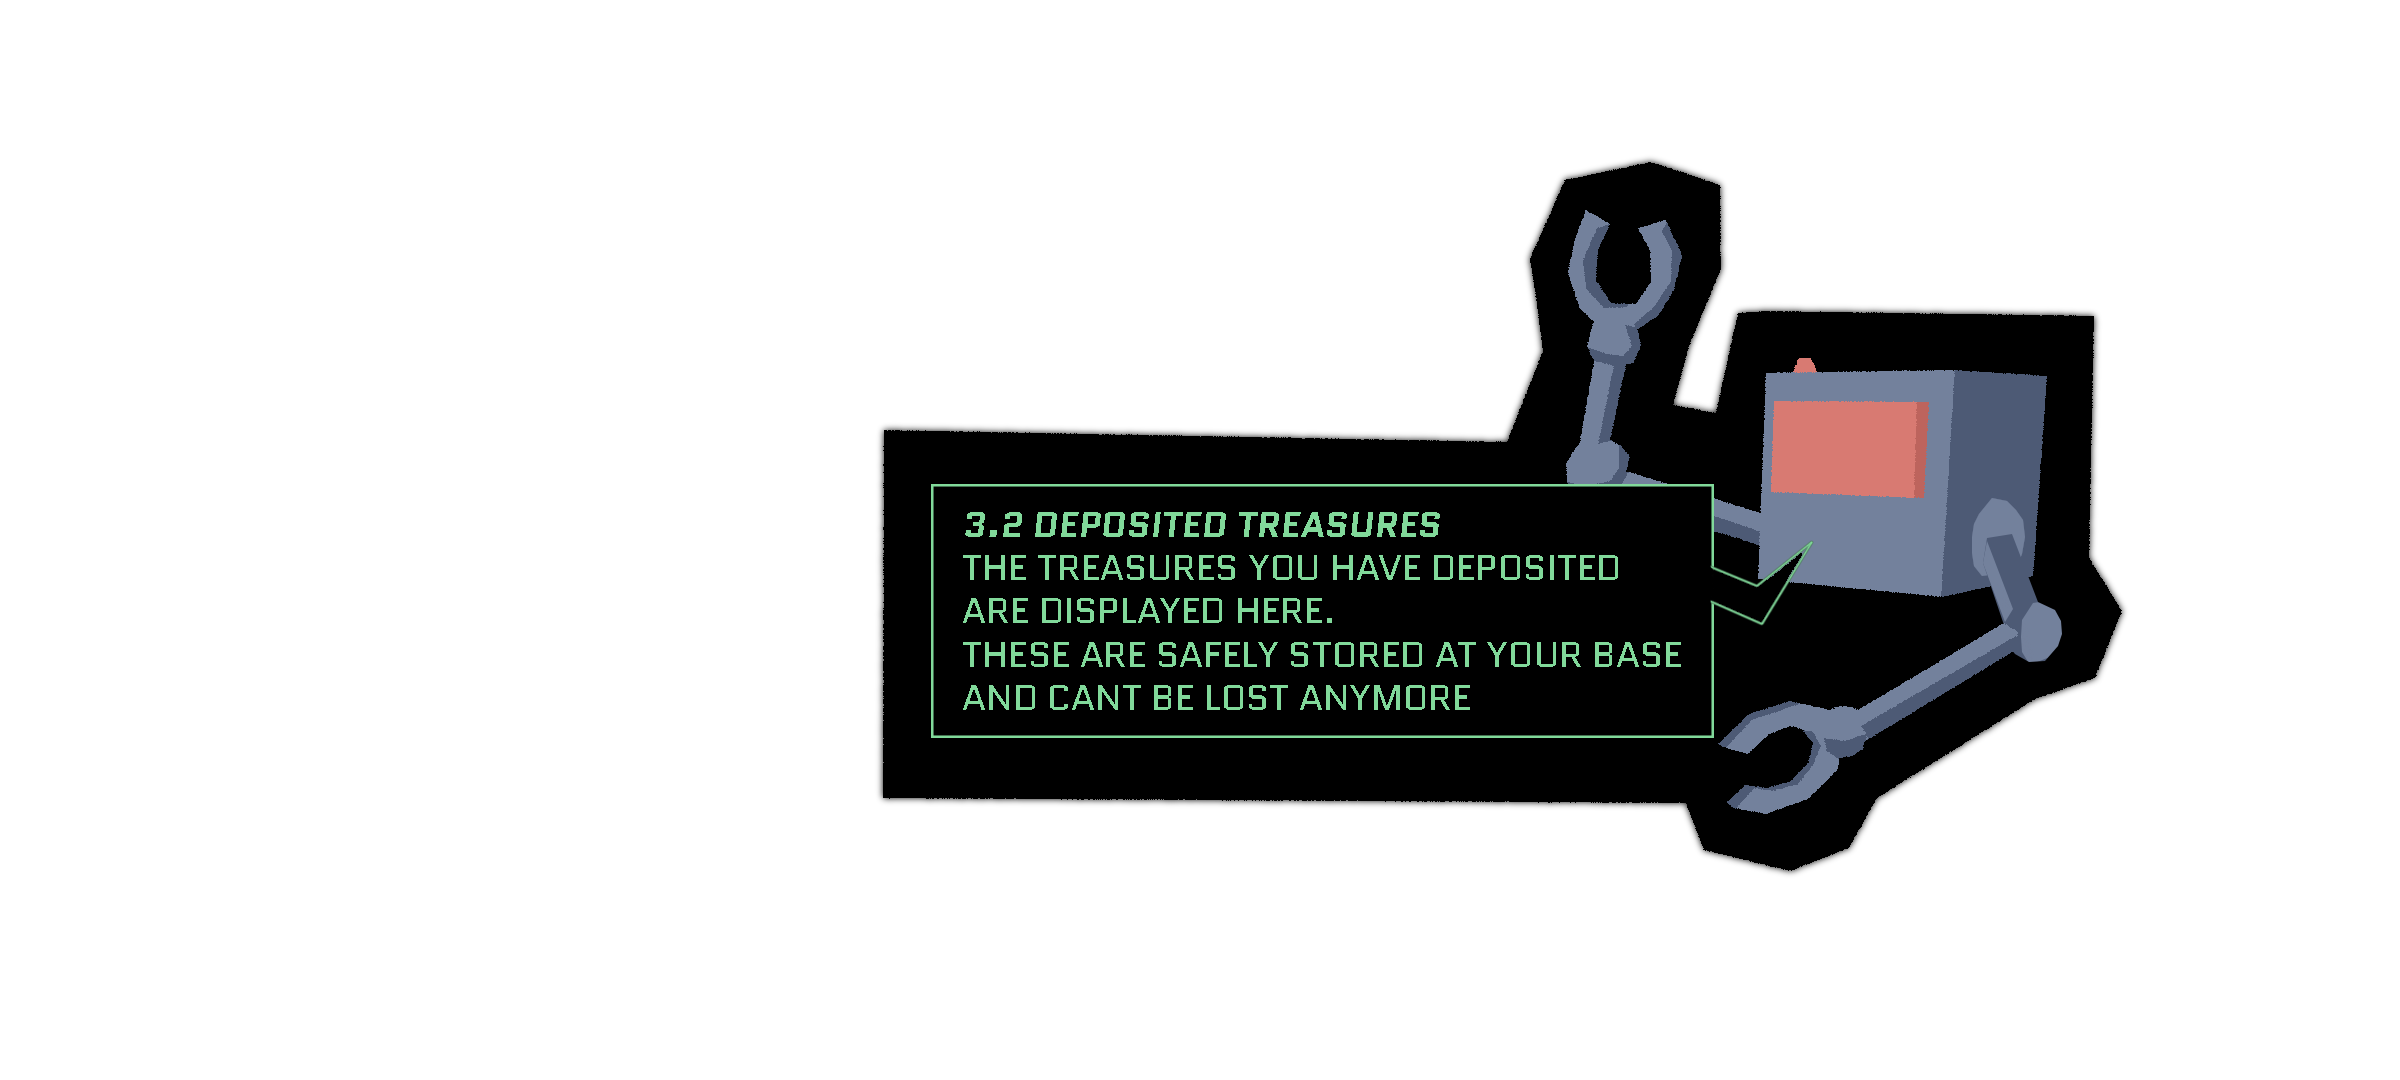 3.2 DEPOSITED TREASURES
THE TREASURES YOU HAVE DEPOSITED
ARE DISPLAYED HERE.
THESE ARE SAFELY STORED AT YOUR BASE
AND CANT BE LOST ANYMORE